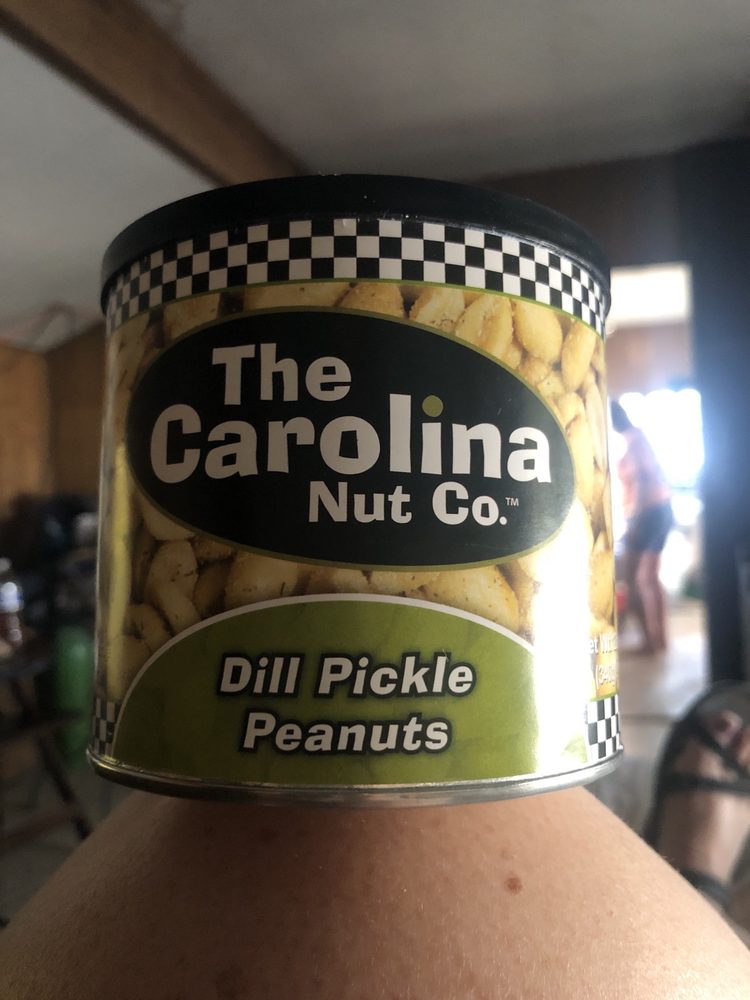 The
Carolina
Nut Co.™
Dill Pickle
Peanuts